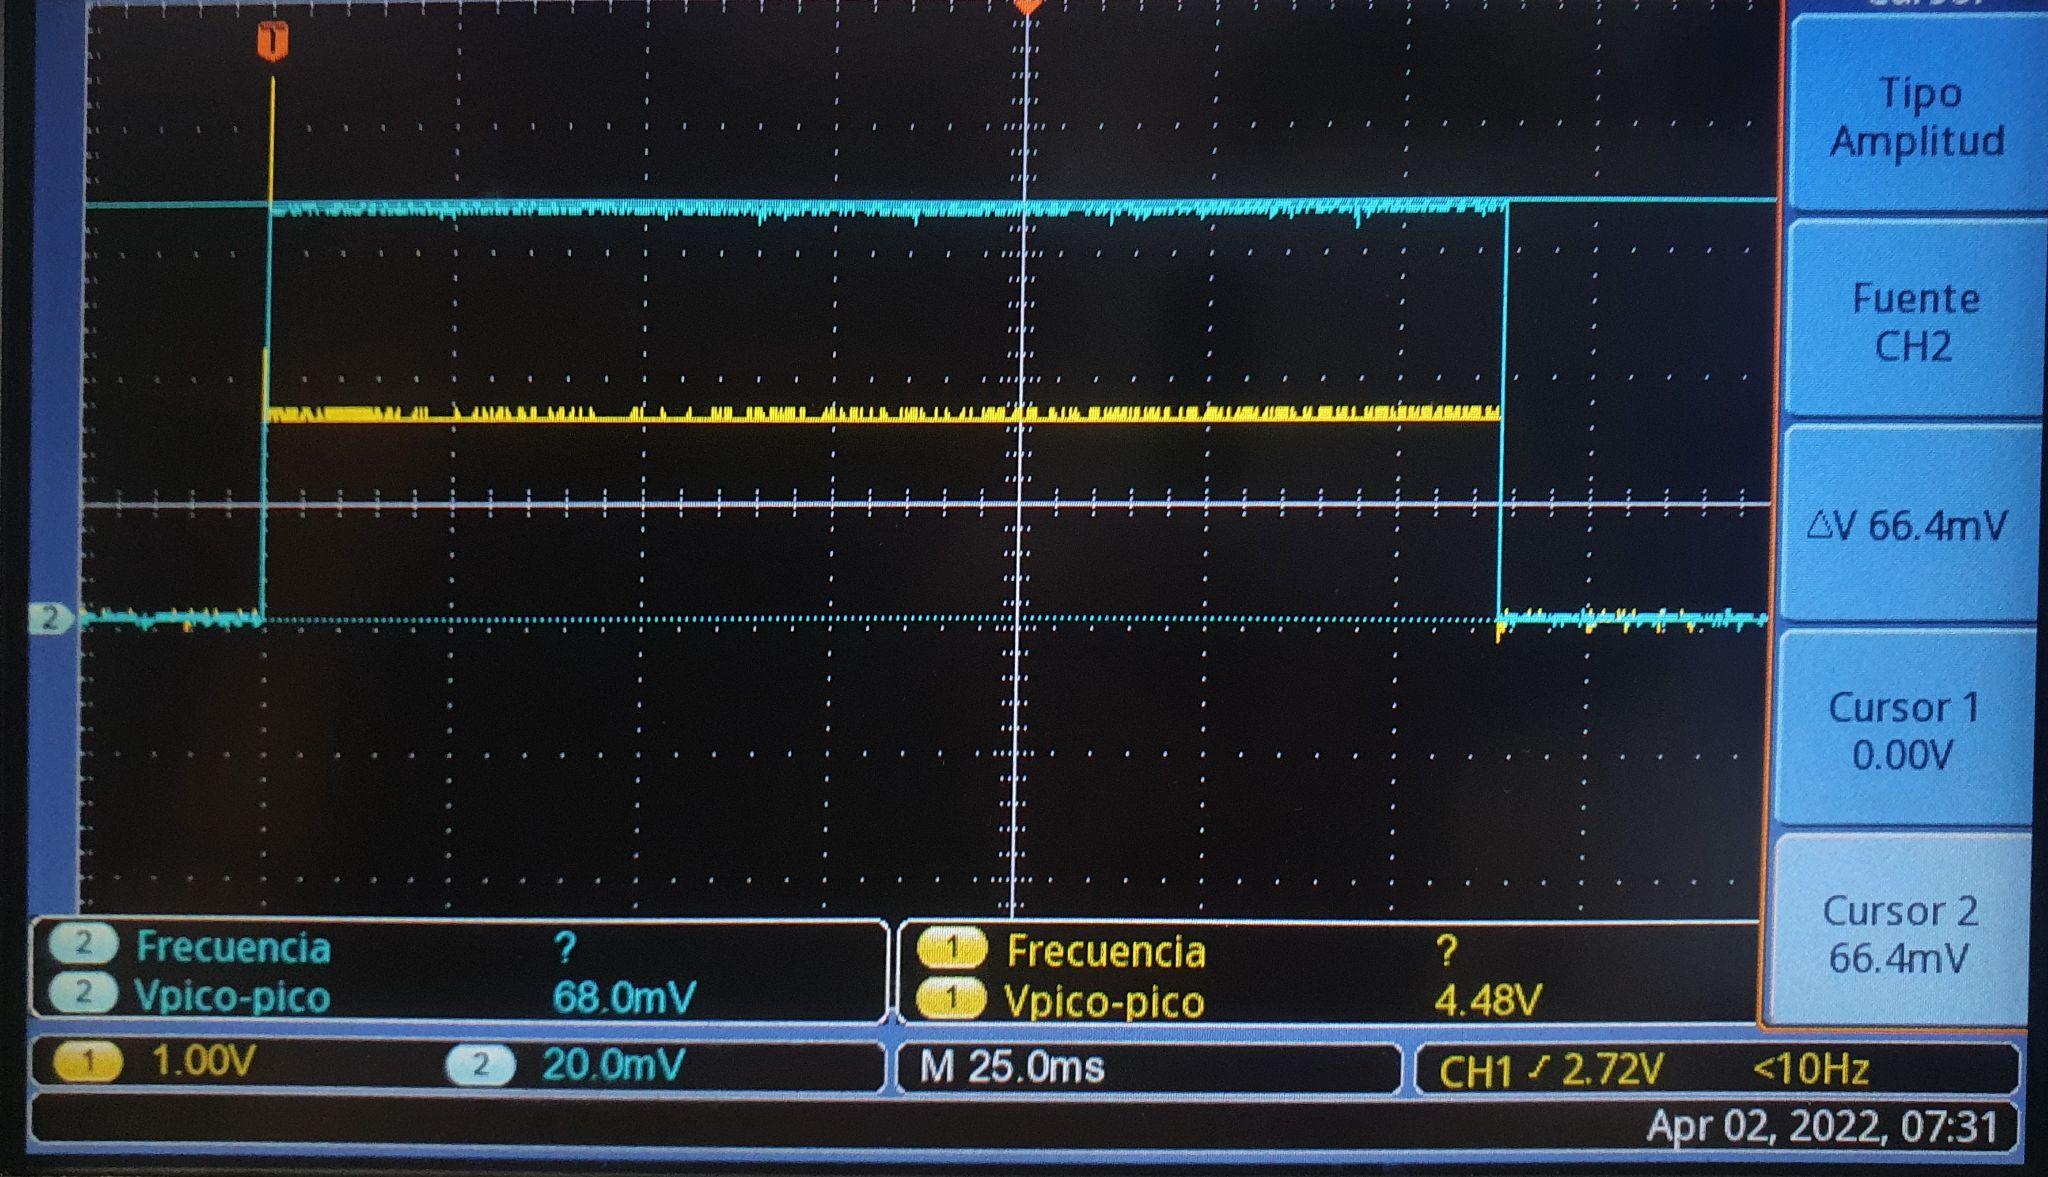 T
Tipo
Amplitud
Fuente
CH2
△V 66.4mV
2
Cursor 1
0.00V
Cursor 2
66.4mV
2 Frecuencia ?
2 Vpico-pico 68.0mV
1 Frecuencia ?
1 Vpico-pico 4.48V
1 1.00V 2 20.0mV M 25.0ms CH1 2.72V <10Hz
Apr 02, 2022, 07:31